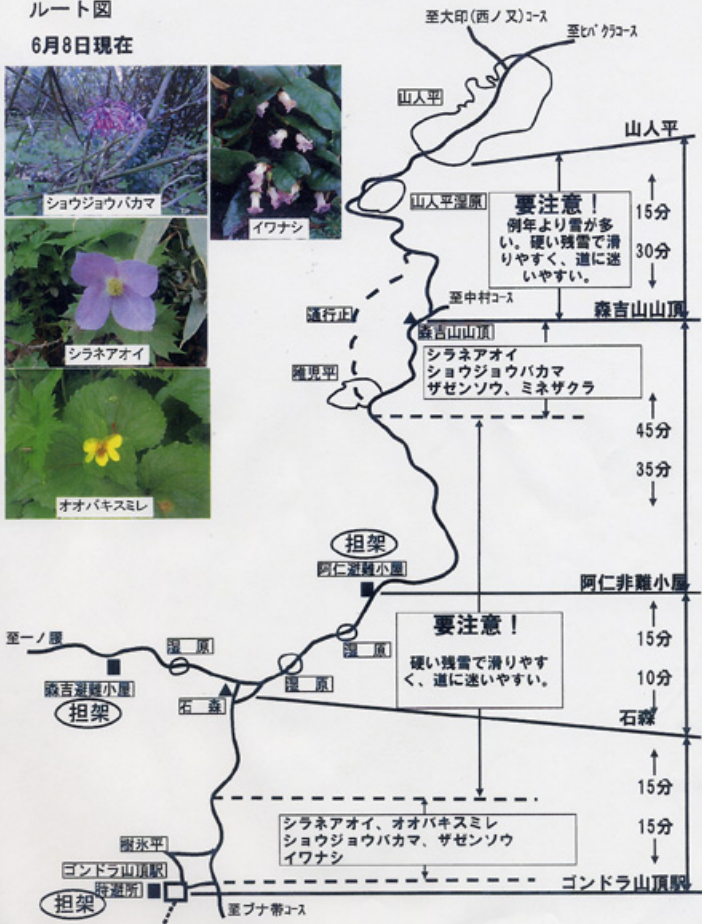 ルート図
6月8日現在
至大印(西ノ又)コース
至ヒバクラコース
山人平
山人平
ショウジョウバカマ
イワナシ
山人平湿原
要注意!
例年より雪が多
い。硬い残雪で滑
りやすく、道に迷
いやすい。
↑
15分
30分
↓
至中村コース
通行止
森吉山山頂
森吉山山頂
シラネアオイ
シラネアオイ
ショウジョウバカマ
ザゼンソウ、ミネザクラ
稚児平
↑
45分
35分
↓
オオバキスミレ
担架
阿仁避難小屋
阿仁非難小屋
至一ノ腰
湿 原
湿 原
湿 原
要注意!
硬い残雪で滑りやす
く、道に迷いやすい。
↑
15分
10分
↓
森吉避難小屋
担架
石 森
石森
↑
15分
15分
↓
シラネアオイ、オオバキスミレ
ショウジョウバカマ、ザゼンソウ
イワナシ
樹氷平
ゴンドラ山頂駅
ゴンドラ山頂駅
担架
至ブナ帯コース